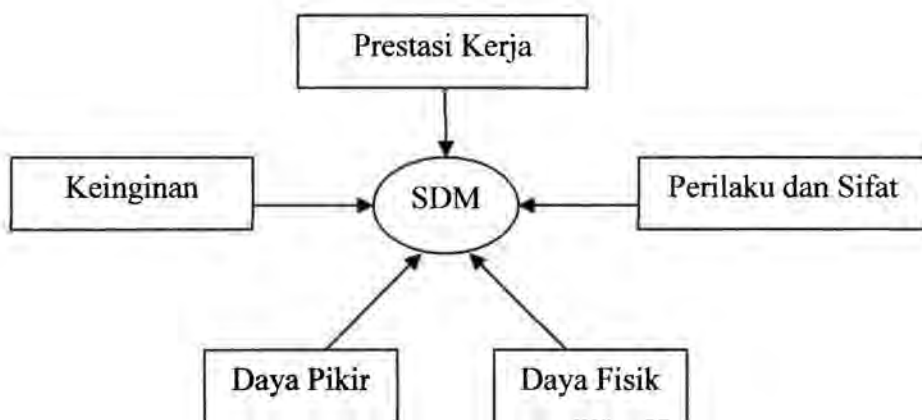 Prestasi Kerja
Keinginan
SDM
Perilaku dan Sifat
Daya Pikir
Daya Fisik